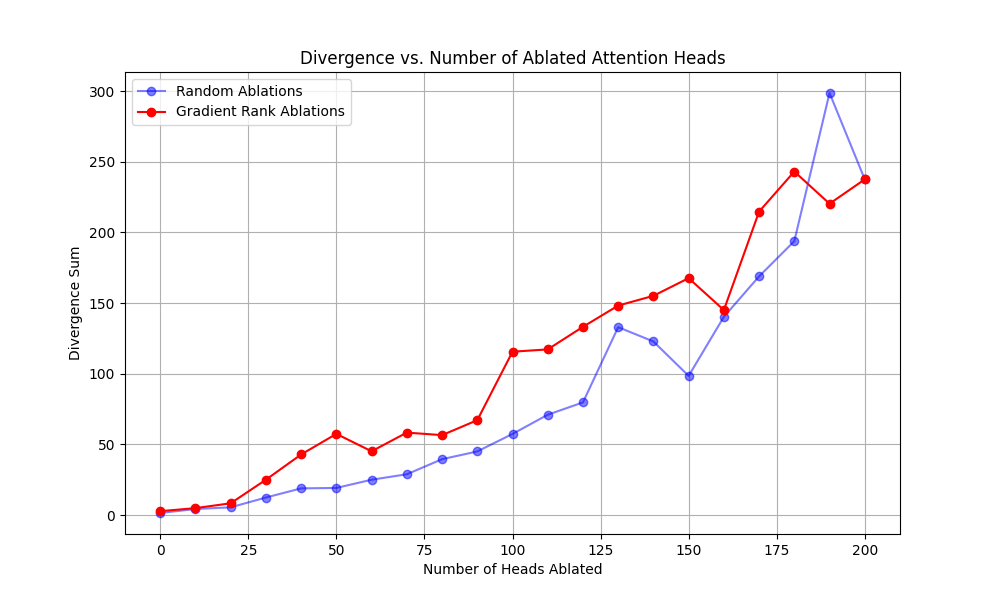 Divergence vs. Number of Ablated Attention Heads
Random Ablations
Gradient Rank Ablations
300
250
200
150
100
50
0
Divergence Sum
0 25 50 75 100 125 150 175 200
Number of Heads Ablated